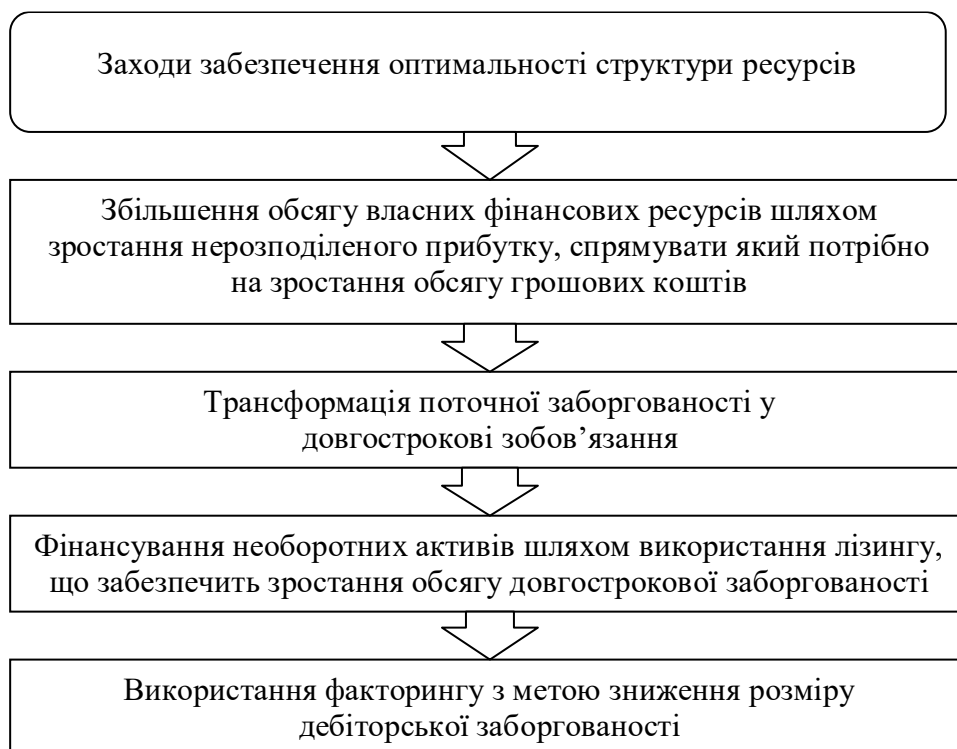 Заходи забезпечення оптимальності структури ресурсів
Збільшення обсягу власних фінансових ресурсів шляхом
зростання нерозподіленого прибутку, спрямувати який потрібно
на зростання обсягу грошових коштів
Трансформація поточної заборгованості у
довгострокові зобов’язання
Фінансування необоротних активів шляхом використання лізингу,
що забезпечить зростання обсягу довгострокової заборгованості
Використання факторингу з метою зниження розміру
дебіторської заборгованості